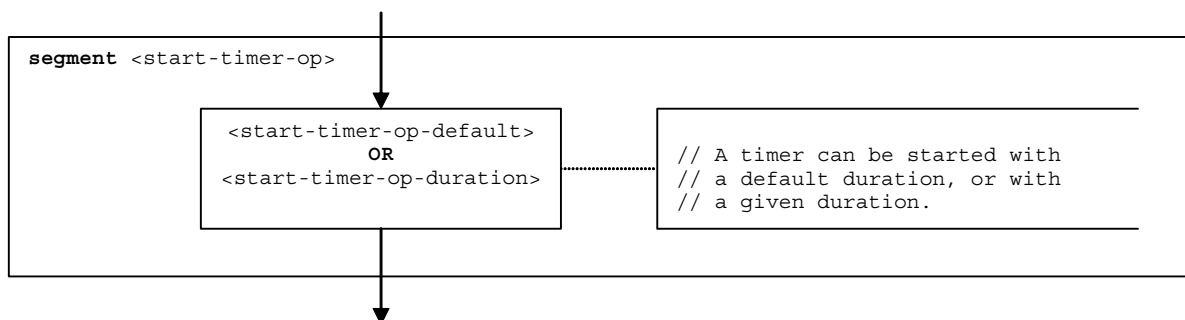 segment <start-timer-op>
<start-timer-op-default>
OR
<start-timer-op-duration>
// A timer can be started with
// a default duration, or with
// a given duration.